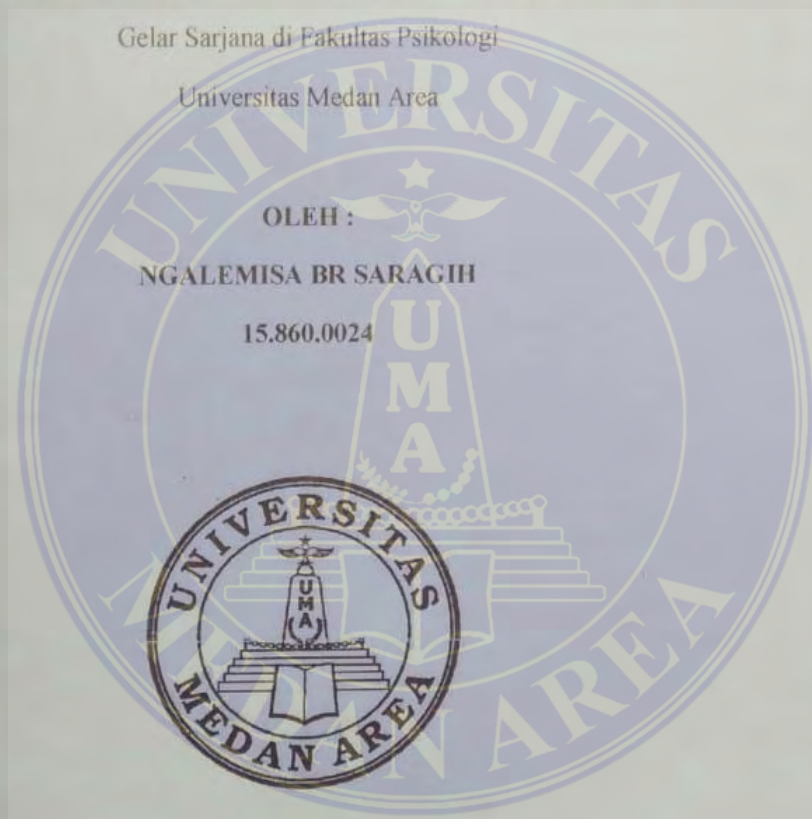 Gelar Sarjana di Fakultas Psikologi
Universitas Medan Area
OLEH :
NGALEMISA BR SARAGIH
15.860.0024
UNIVERSITAS
UMA
MEDAN AREA
UNIVERSITAS
UMA
MEDAN AREA